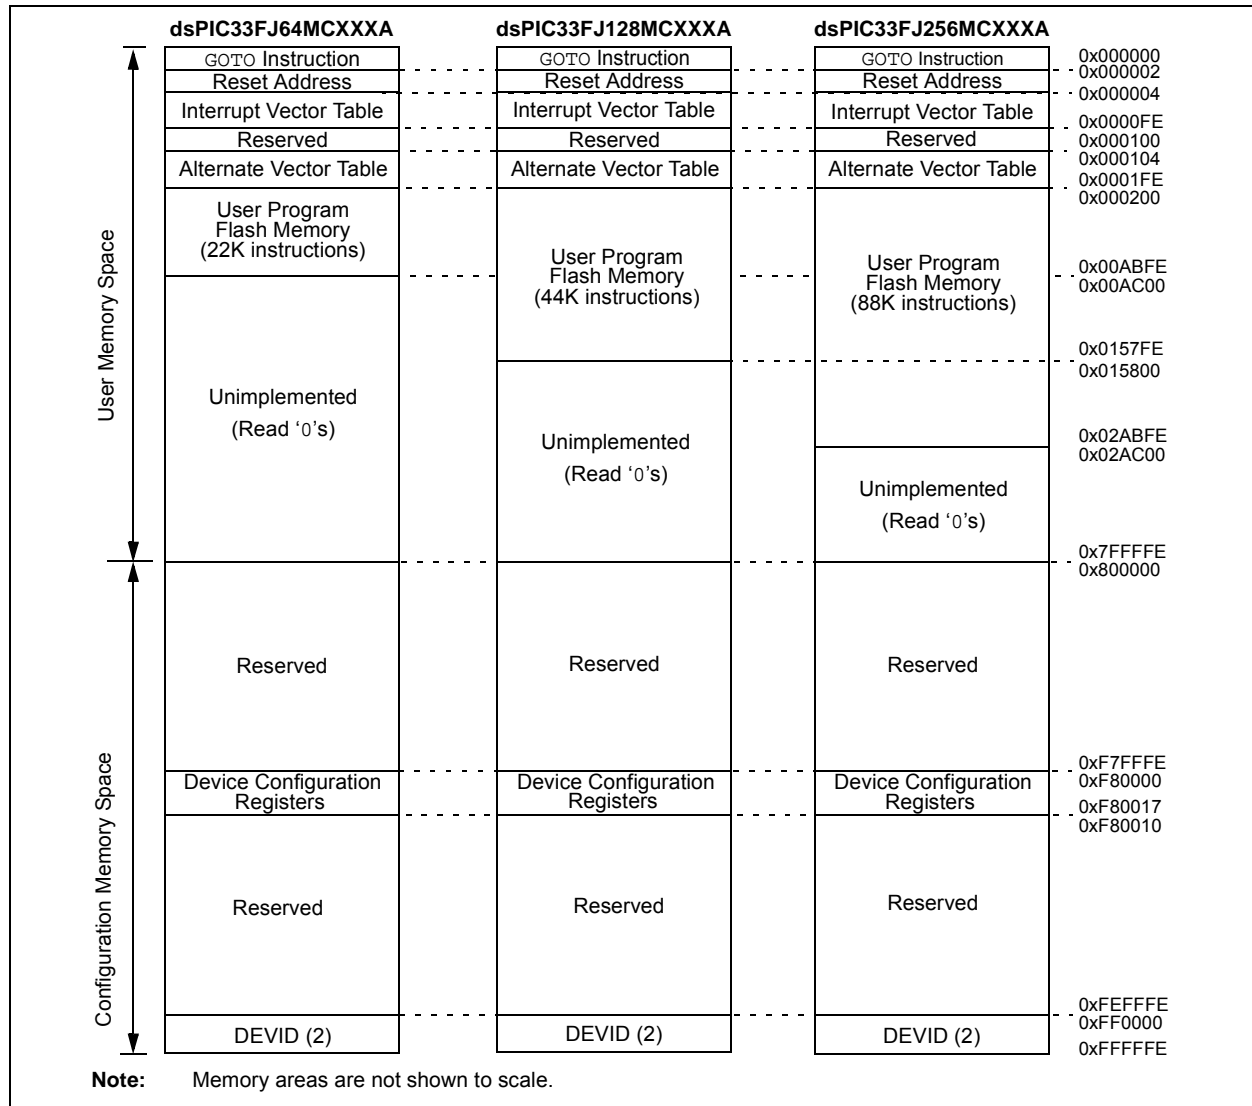 dsPIC33FJ64MCXXXA
dsPIC33FJ128MCXXXA
dsPIC33FJ256MCXXXA
User Memory Space
Configuration Memory Space
GOTO Instruction
Reset Address
Interrupt Vector Table
Reserved
Alternate Vector Table
User Program
Flash Memory
(22K instructions)
Unimplemented
(Read ‘0’s)
Reserved
Device Configuration
Registers
Reserved
DEVID (2)
GOTO Instruction
Reset Address
Interrupt Vector Table
Reserved
Alternate Vector Table
User Program
Flash Memory
(44K instructions)
Unimplemented
(Read ‘0’s)
Reserved
Device Configuration
Registers
Reserved
DEVID (2)
GOTO Instruction
Reset Address
Interrupt Vector Table
Reserved
Alternate Vector Table
User Program
Flash Memory
(88K instructions)
Unimplemented
(Read ‘0’s)
Reserved
Device Configuration
Registers
Reserved
DEVID (2)
0x000000
0x000002
0x000004
0x0000FE
0x000100
0x000104
0x0001FE
0x000200
0x00ABFE
0x00AC00
0x0157FE
0x015800
0x02ABFE
0x02AC00
0x7FFFFE
0x800000
0xF7FFFE
0xF80000
0xF80017
0xF80010
0xFEFFFE
0xFF0000
0xFFFFFE
Note: Memory areas are not shown to scale.